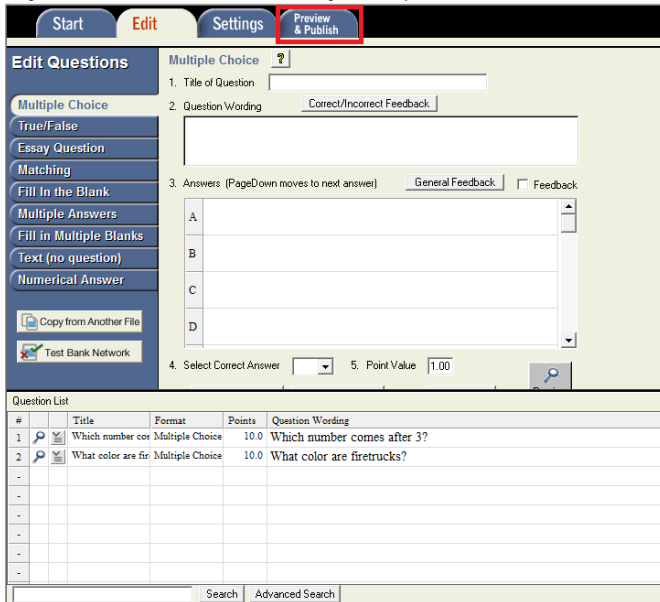 Start Edit Settings Preview & Publish
Edit Questions
Multiple Choice
True/False
Essay Question
Matching
Fill In the Blank
Multiple Answers
Fill in Multiple Blanks
Text (no question)
Numerical Answer
Copy from Another File
Test Bank Network
Multiple Choice ?
1. Title of Question
2. Question Wording Correct/Incorrect Feedback
3. Answers (PageDown moves to next answer) General Feedback Feedback
A
B
C
D
4. Select Correct Answer 5. Point Value 1.00
Question List
# Title Format Points Question Wording
1 Which number cor Multiple Choice 10.0 Which number comes after 3?
2 What color are fir Multiple Choice 10.0 What color are firetrucks?
-
-
-
-
-
-
Search Advanced Search